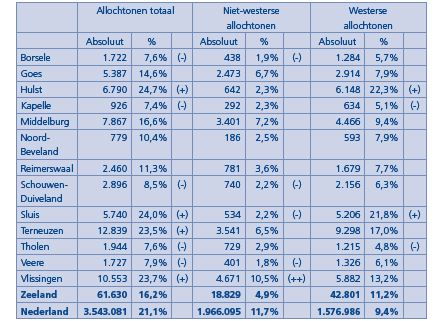 Allochtonen totaal Niet-westerse allochtonen Westerse allochtonen
Absoluut % Absoluut % Absoluut %
Borsele 1.722 7,6% (-) 438 1,9% (-) 1.284 5,7%
Goes 5.387 14,6% 2.473 6,7% 2.914 7,9%
Hulst 6.790 24,7% (+) 642 2,3% 6.148 22,3% (+)
Kapelle 926 7,4% (-) 292 2,3% 634 5,1% (-)
Middelburg 7.867 16,6% 3.401 7,2% 4.466 9,4%
Noord-Beveland 779 10,4% 186 2,5% 593 7,9%
Reimerswaal 2.460 11,3% 781 3,6% 1.679 7,7%
Schouwen-Duiveland 2.896 8,5% (-) 740 2,2% (-) 2.156 6,3%
Sluis 5.740 24,0% (+) 534 2,2% (-) 5.206 21,8% (+)
Terneuzen 12.839 23,5% (+) 3.541 6,5% 9.298 17,0%
Tholen 1.944 7,6% (-) 729 2,9% 1.215 4,8% (-)
Veere 1.727 7,9% (-) 401 1,8% (-) 1.326 6,1%
Vlissingen 10.553 23,7% (+) 4.671 10,5% (++) 5.882 13,2%
Zeeland 61.630 16,2% 18.829 4,9% 42.801 11,2%
Nederland 3.543.081 21,1% 1.966.095 11,7% 1.576.986 9,4%